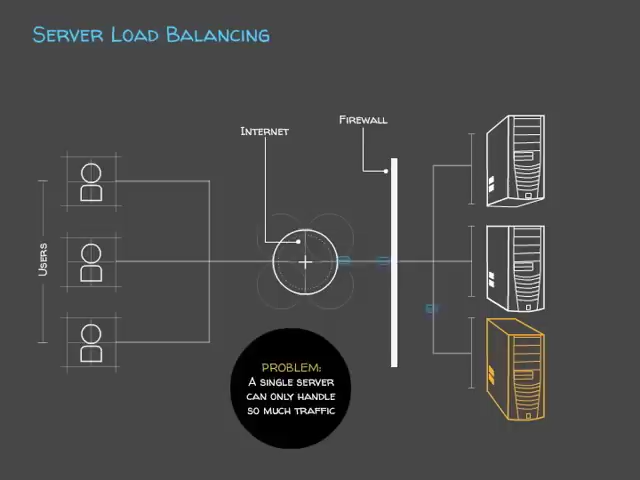 Server Load Balancing
Firewall
Internet
Users
PROBLEM:
A single server
can only handle
so much traffic